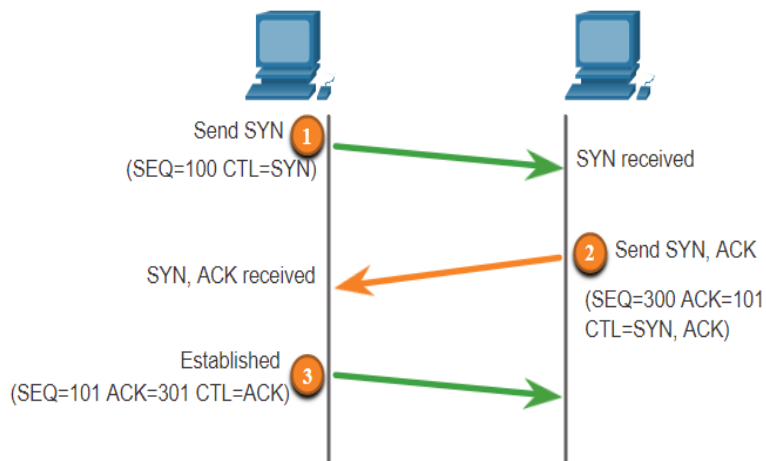 Send SYN 1
(SEQ=100 CTL=SYN)
SYN received
2 Send SYN, ACK
SYN, ACK received
(SEQ=300 ACK=101
CTL=SYN, ACK)
Established
3
(SEQ=101 ACK=301 CTL=ACK)